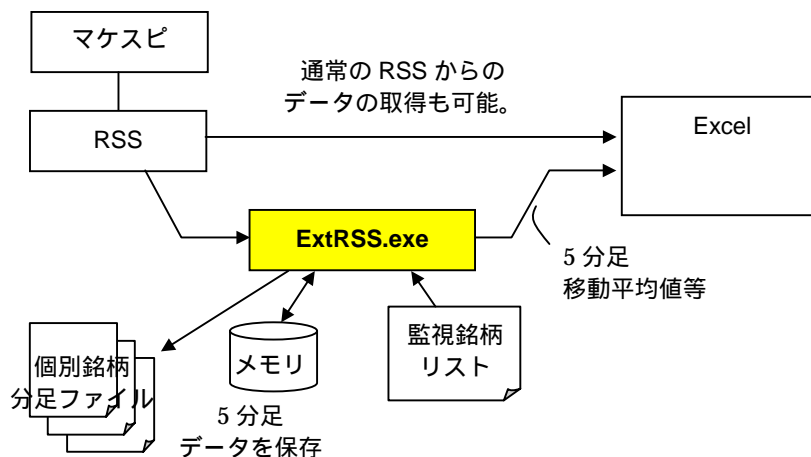 マケスピ
通常の RSS からの
データの取得も可能。
RSS
Excel
ExtRSS.exe
5 分足
移動平均値等
個別銘柄
分足ファイル
メモリ
監視銘柄
リスト
5 分足
データを保存